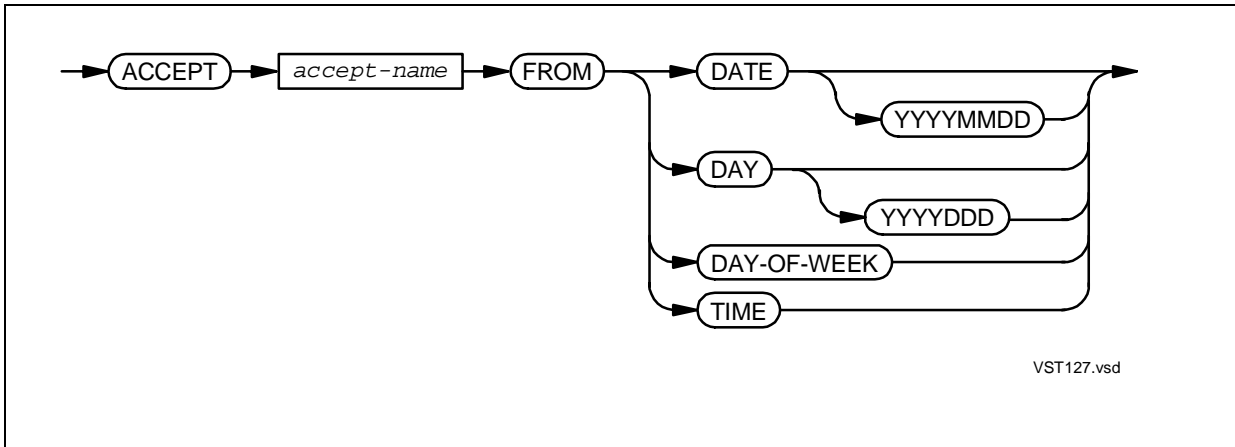 ACCEPT accept-name FROM DATE
YYYYMMDD
DAY
YYYYDDD
DAY-OF-WEEK
TIME
VST127.vsd